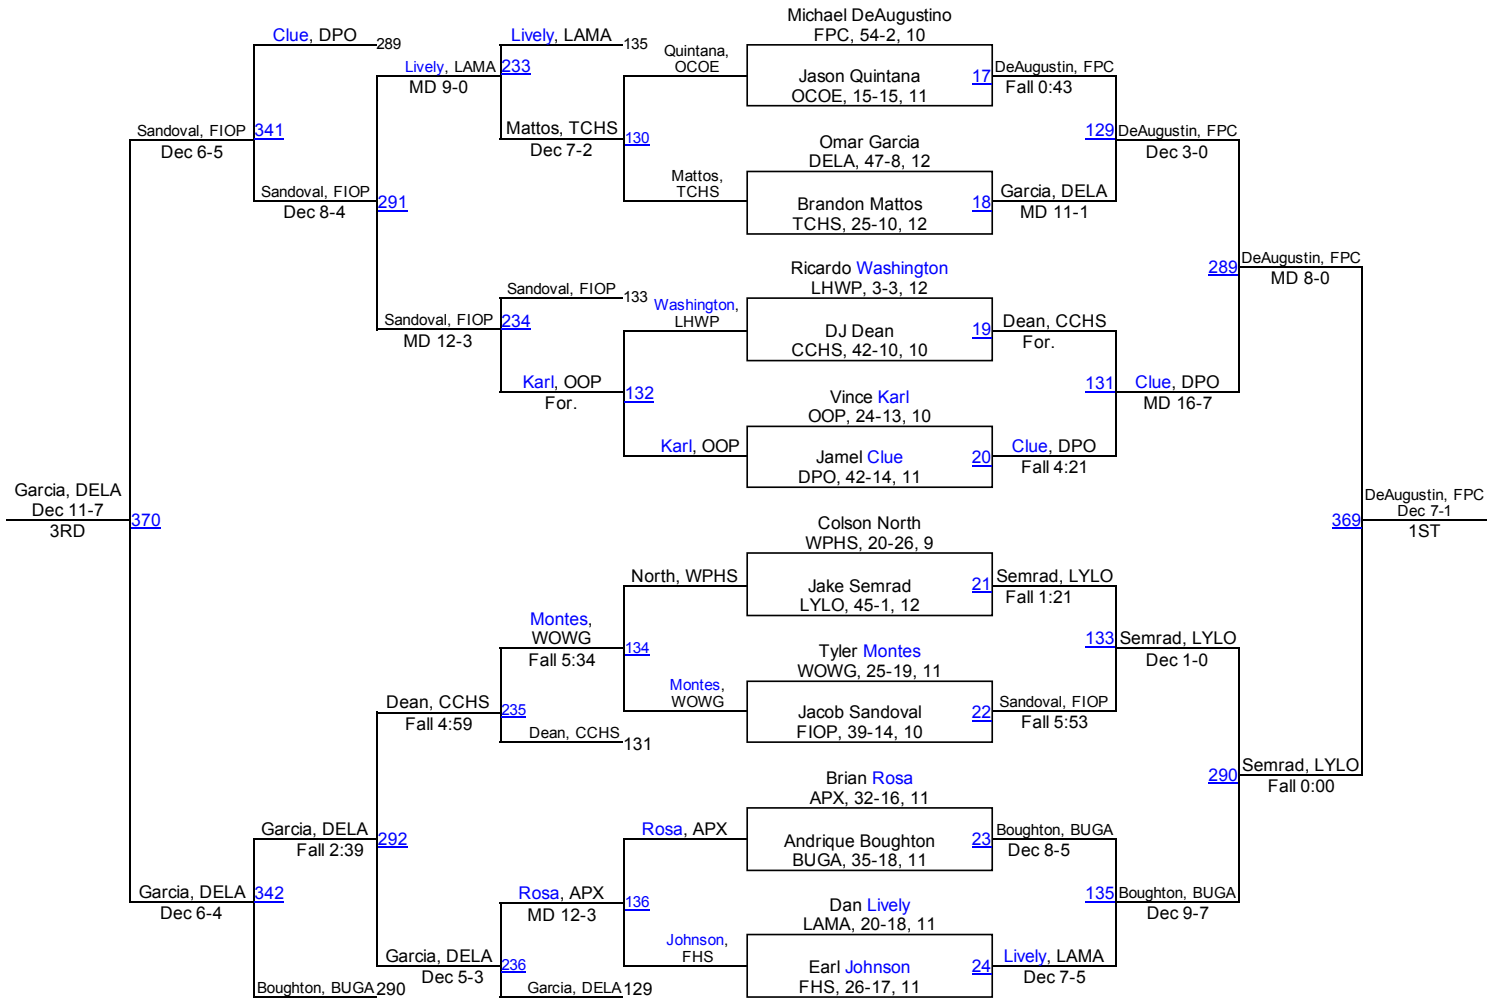 Clue, DPO
289
Lively, LAMA
MD 9-0
233
Lively, LAMA
135
Mattos, TCHS
Dec 7-2
Sandoval, FIOP
Dec 6-5
341
Sandoval, FIOP
Dec 8-4
291
Sandoval, FIOP
133
Sandoval, FIOP
MD 12-3
234
Karl, OOP
For.
Garcia, DELA
Dec 11-7
3RD
370
Montes,
WOWG
Fall 5:34
Dean, CCHS
Fall 4:59
235
Dean, CCHS
131
Garcia, DELA
Fall 2:39
292
Garcia, DELA
Dec 6-4
342
Rosa, APX
MD 12-3
Garcia, DELA
Dec 5-3
236
Garcia, DELA
129
Boughton, BUGA
290
Quintana,
OCOE
130
Mattos,
TCHS
Washington,
LHWP
132
Karl, OOP
North, WPHS
134
Montes,
WOWG
Rosa, APX
136
Johnson,
FHS
Michael DeAugustino
FPC, 54-2, 10
Jason Quintana
OCOE, 15-15, 11
17
Omar Garcia
DELA, 47-8, 12
Brandon Mattos
TCHS, 25-10, 12
18
Ricardo Washington
LHWP, 3-3, 12
DJ Dean
CCHS, 42-10, 10
19
Vince Karl
OOP, 24-13, 10
Jamel Clue
DPO, 42-14, 11
20
Colson North
WPHS, 20-26, 9
Jake Semrad
LYLO, 45-1, 12
21
Tyler Montes
WOWG, 25-19, 11
Jacob Sandoval
FIOP, 39-14, 10
22
Brian Rosa
APX, 32-16, 11
Andrique Boughton
BUGA, 35-18, 11
23
Dan Lively
LAMA, 20-18, 11
Earl Johnson
FHS, 26-17, 11
24
DeAugustin, FPC
Fall 0:43
129
Garcia, DELA
MD 11-1
Dean, CCHS
For.
131
Clue, DPO
Fall 4:21
Semrad, LYLO
Fall 1:21
133
Sandoval, FIOP
Fall 5:53
Boughton, BUGA
Dec 8-5
135
Lively, LAMA
Dec 7-5
DeAugustin, FPC
Dec 3-0
289
Clue, DPO
MD 16-7
Semrad, LYLO
Dec 1-0
290
Boughton, BUGA
Dec 9-7
DeAugustin, FPC
MD 8-0
369
Semrad, LYLO
Fall 0:00
DeAugustin, FPC
Dec 7-1
1ST